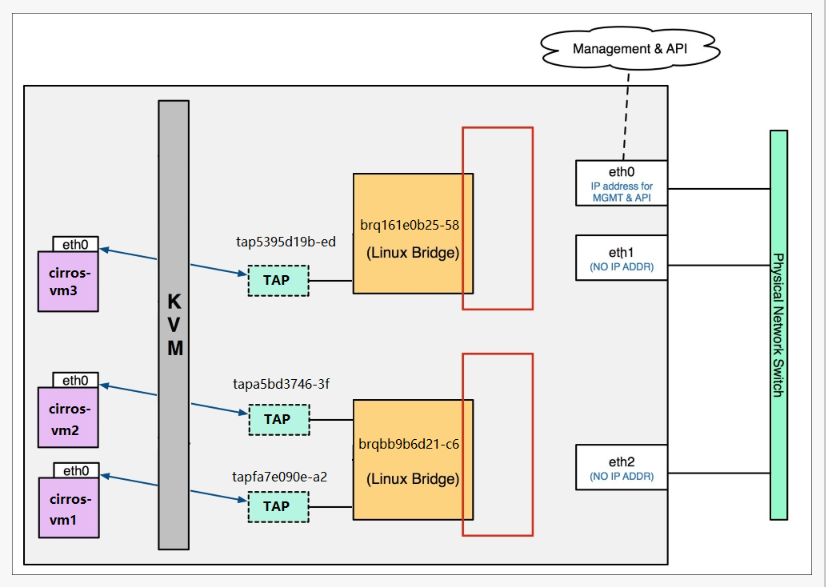 Management & API
eth0
IP address for
MGMT & API
brq161e0b25-58
(Linux Bridge)
tap5395d19b-ed
TAP
eth0
cirros-
vm3
eth1
(NO IP ADDR)
Physical Network Switch
K
V
M
tapa5bd3746-3f
TAP
eth0
cirros-
vm2
brqbb9b6d21-c6
(Linux Bridge)
eth2
(NO IP ADDR)
tapfa7e090e-a2
TAP
eth0
cirros-
vm1